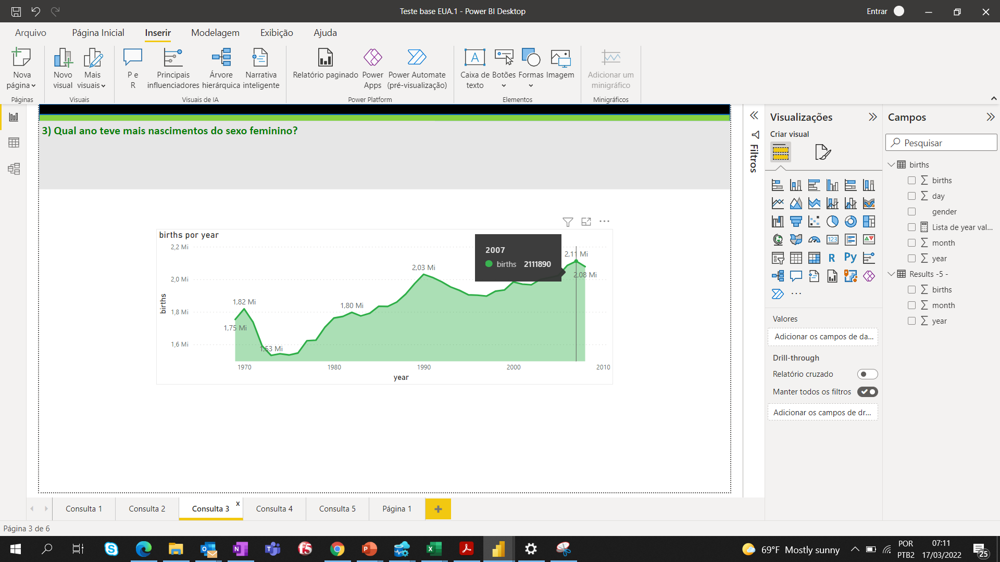 Teste base EUA.1 - Power BI Desktop
Entrar
Arquivo
Página Inicial
Inserir
Modelagem
Exibição
Ajuda
Nova página
Novo visual
Mais visuais
P e R
Principais influenciadores
Árvore hierárquica
Narrativa inteligente
Relatório paginado
Power Apps
Power Automate (pré-visualização)
Caixa de texto
Botões
Formas
Imagem
Adicionar um minigráfico
Páginas
Visuais
Visuais de IA
Power Platform
Elementos
Minigráficos
3) Qual ano teve mais nascimentos do sexo feminino?
births por year
2,2 Mi
2,0 Mi
1,8 Mi
1,6 Mi
births
1,82 Mi
1,75 Mi
1,53 Mi
1,80 Mi
2,03 Mi
2,11 Mi
2,08 Mi
2007
births 2111890
1970
1980
1990
2000
2010
year
Filtros
Visualizações
Criar visual
123
R
Py
Valores
Adicionar os campos de da...
Drill-through
Relatório cruzado
Manter todos os filtros
Adicionar os campos de dr...
Campos
Pesquisar
births
births
day
gender
Lista de year val...
month
year
Results -5 -
births
month
year
Consulta 1
Consulta 2
Consulta 3
x
Consulta 4
Consulta 5
Página 1
+
Página 3 de 6
69°F Mostly sunny
POR
PTB2
07:11
17/03/2022
25